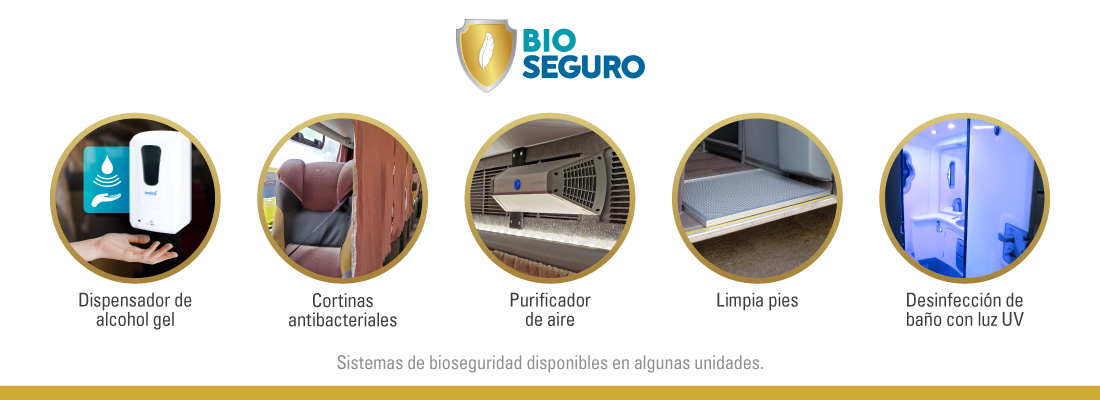 BIO
SEGURO
Dispensador de
alcohol gel
Cortinas
antibacteriales
Purificador
de aire
Limpia pies
Desinfección de
baño con luz UV
Sistemas de bioseguridad disponibles en algunas unidades.